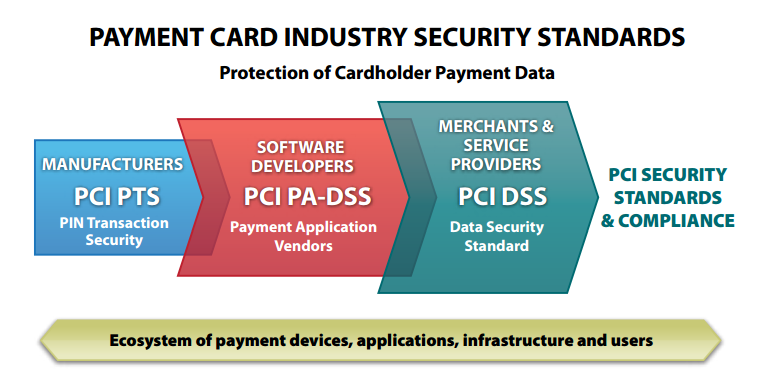 PAYMENT CARD INDUSTRY SECURITY STANDARDS
Protection of Cardholder Payment Data
MANUFACTURERS
PCI PTS
PIN Transaction
Security
SOFTWARE
DEVELOPERS
PCI PA-DSS
Payment Application
Vendors
MERCHANTS &
SERVICE
PROVIDERS
PCI DSS
Data Security
Standard
PCI SECURITY
STANDARDS
& COMPLIANCE
Ecosystem of payment devices, applications, infrastructure and users